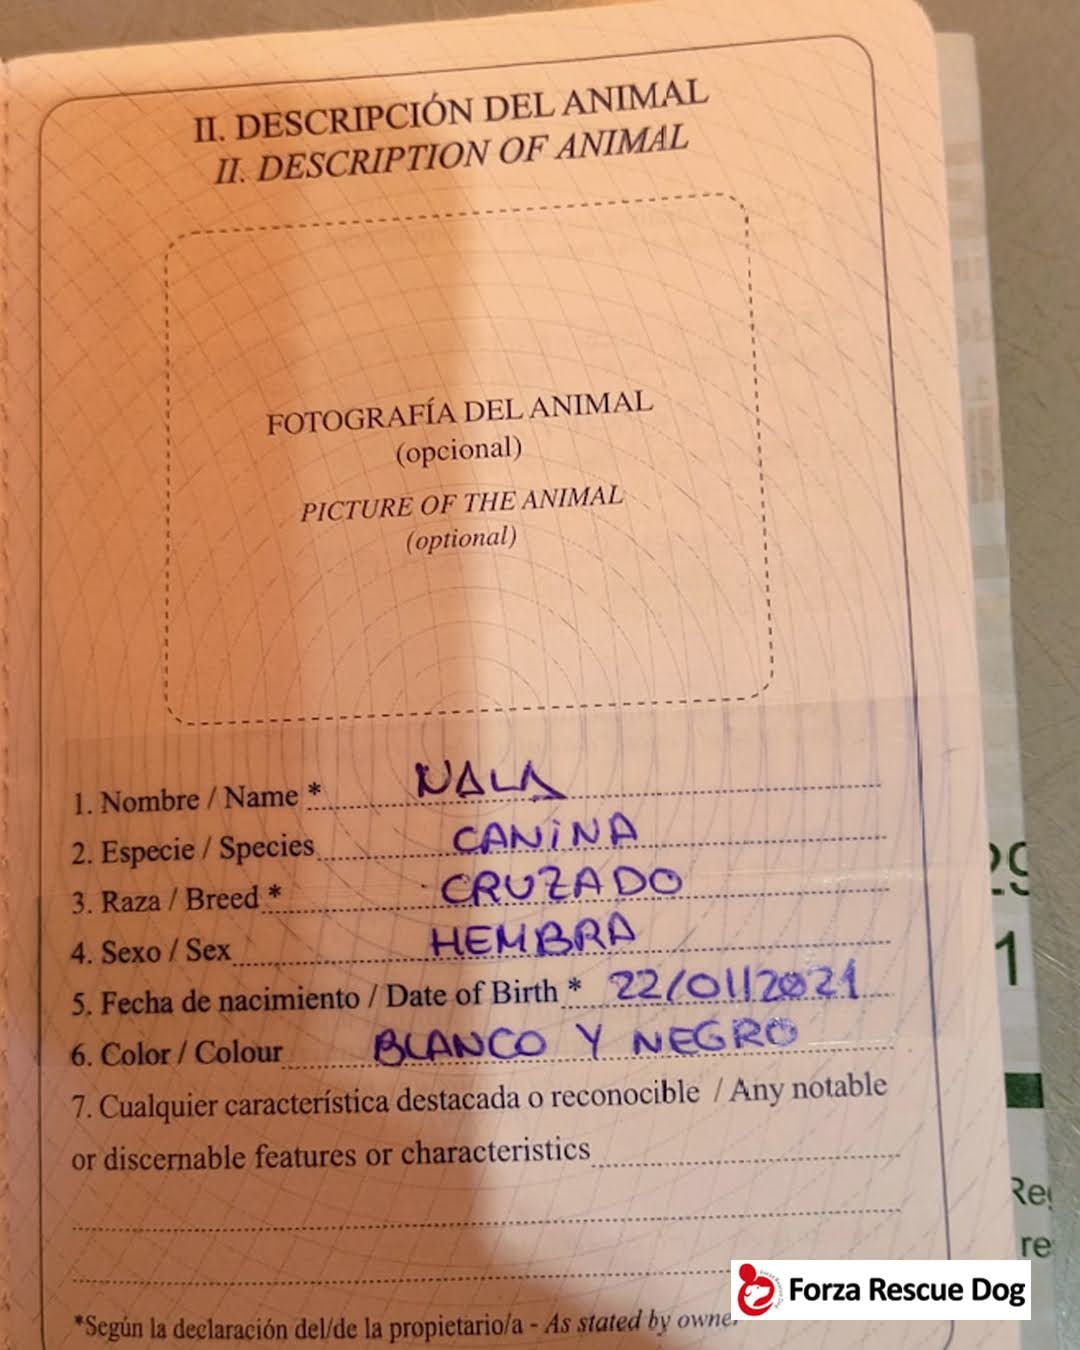 II. DESCRIPCIÓN DEL ANIMAL
II. DESCRIPTION OF ANIMAL
FOTOGRAFÍA DEL ANIMAL
(opcional)
PICTURE OF THE ANIMAL
(optional)
1. Nombre / Name * NALA
2. Especie / Species CANINA
3. Raza / Breed * CRUZADO
4. Sexo / Sex HEMBRA
5. Fecha de nacimiento / Date of Birth * 22/01/2021
6. Color / Colour BLANCO Y NEGRO
7. Cualquier característica destacada o reconocible / Any notable
or discernable features or characteristics
*Según la declaración del/de la propietario/a - As stated by owner
Forza Rescue Dog